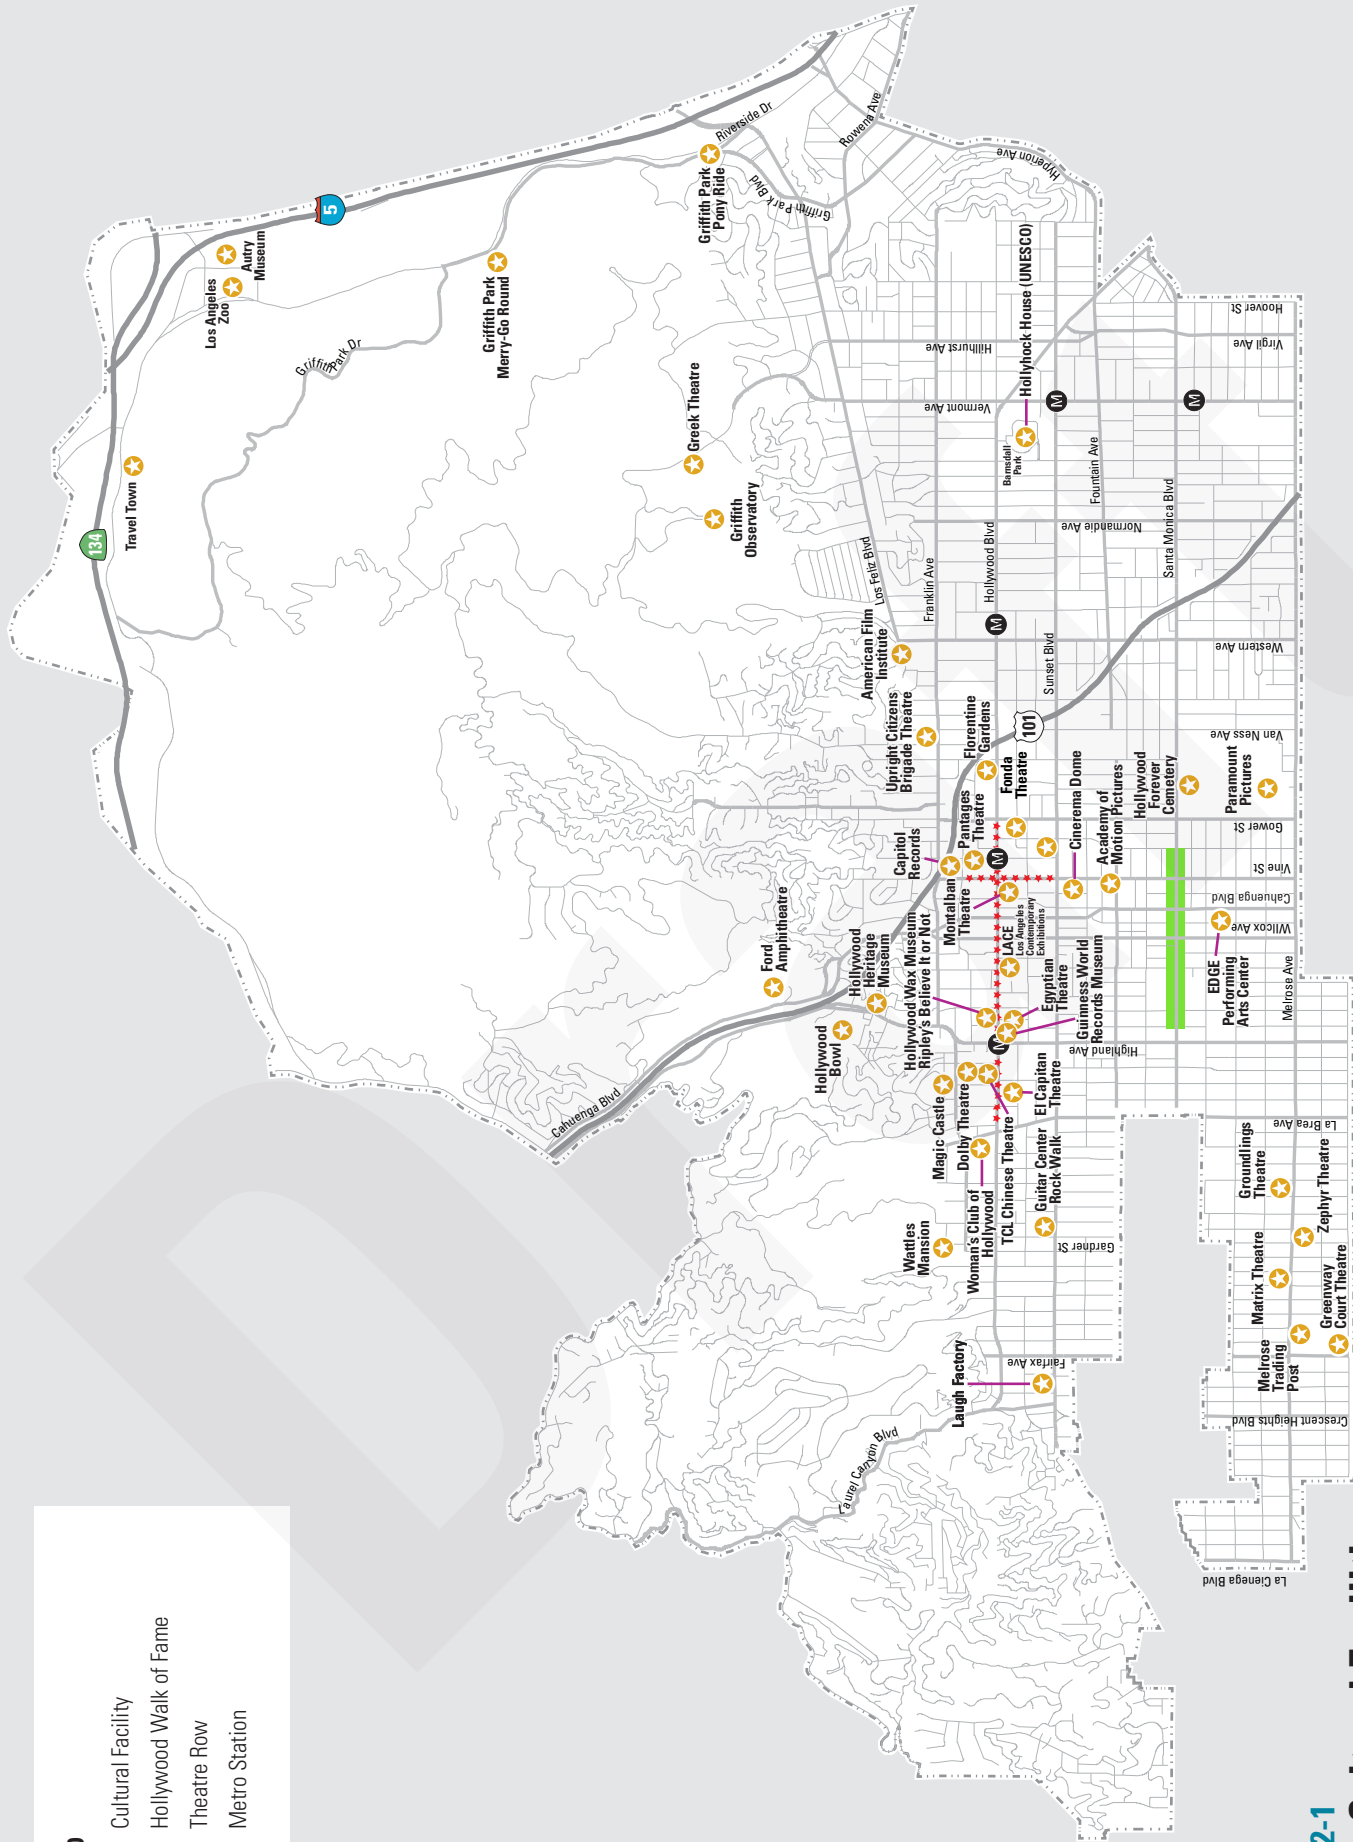 134
5
Travel Town
Los Angeles
Zoo
Autry
Museum
Griffith Park Dr
Griffith Park
Merry-Go Round
Griffith Park
Pony Ride
Riverside Dr
Griffith Park Blvd
Griffith Park Blvd
Rowena Ave
Hyperion Ave
Greek Theatre
Griffith
Observatory
Los Feliz Blvd
Franklin Ave
Hollywood Blvd
Sunset Blvd
Fountain Ave
Santa Monica Blvd
Melrose Ave
Hillhurst Ave
Vermont Ave
Normandie Ave
Western Ave
Van Ness Ave
Gower St
Vine St
Cahuenga Blvd
Wilcox Ave
Highland Ave
La Brea Ave
Gardner St
Fairfax Ave
Crescent Heights Blvd
La Cienega Blvd
Hoover St
Virgil Ave
Hollyhock House (UNESCO)
Barnsdall
Park
M
M
M
M
M
101
American Film
Institute
Upright Citizens
Brigade Theatre
Florentine
Gardens
Fonda
Theatre
Pantages
Theatre
Capitol
Records
Montalban
Theatre
Cinerema Dome
Academy of
Motion Pictures
Hollywood
Forever
Cemetery
Paramount
Pictures
LACE
Los Angeles
Contemporary
Exhibitions
Ford
Amphitheatre
Hollywood
Heritage
Museum
Hollywood
Bowl
Hollywood Wax Museum
Ripley's Believe It or Not
Egyptian
Theatre
Guinness World
Records Museum
EDGE
Performing
Arts Center
Magic Castle
Dolby Theatre
El Capitan
Theatre
TCL Chinese Theatre
Woman's Club of
Hollywood
Guitar Center
Rock Walk
Wattles
Mansion
Laugh Factory
Cahuenga Blvd
Laurel Canyon Blvd
Groundlings
Theatre
Zephyr Theatre
Matrix Theatre
Greenway
Court Theatre
Melrose
Trading
Post
Cultural Facility
Hollywood Walk of Fame
Theatre Row
Metro Station
2-1